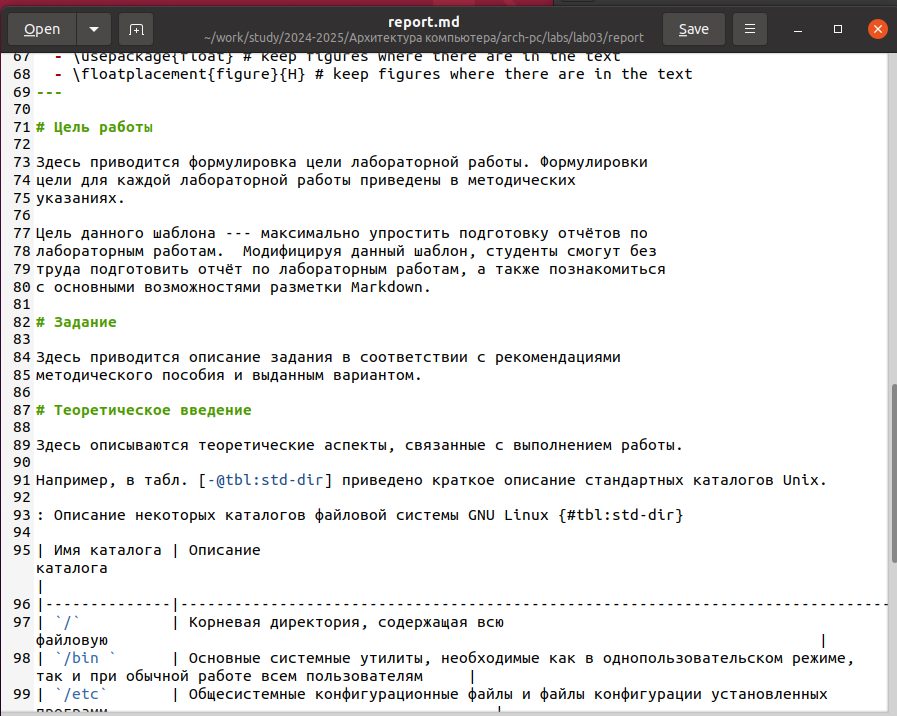 Open
report.md
~/work/study/2024-2025/Архитектура компьютера/arch-pc/labs/lab03/report
Save
67 - \usepackage{float} # keep figures where there are in the text
68 - \floatplacement{figure}{H} # keep figures where there are in the text
69 ---
70
71 # Цель работы
72
73 Здесь приводится формулировка цели лабораторной работы. Формулировки
74 цели для каждой лабораторной работы приведены в методических
75 указаниях.
76
77 Цель данного шаблона --- максимально упростить подготовку отчётов по
78 лабораторным работам.  Модифицируя данный шаблон, студенты смогут без
79 труда подготовить отчёт по лабораторным работам, а также познакомиться
80 с основными возможностями разметки Markdown.
81
82 # Задание
83
84 Здесь приводится описание задания в соответствии с рекомендациями
85 методического пособия и выданным вариантом.
86
87 # Теоретическое введение
88
89 Здесь описываются теоретические аспекты, связанные с выполнением работы.
90
91 Например, в табл. [-@tbl:std-dir] приведено краткое описание стандартных каталогов Unix.
92
93 : Описание некоторых каталогов файловой системы GNU Linux {#tbl:std-dir}
94
95 | Имя каталога | Описание
каталога
|
96 |--------------|-------------------------------------------------------------------------------
97 | `/` | Корневая директория, содержащая всю
файловую |
98 | `/bin ` | Основные системные утилиты, необходимые как в однопользовательском режиме,
так и при обычной работе всем пользователям |
99 | `/etc` | Общесистемные конфигурационные файлы и файлы конфигурации установленных
программ |